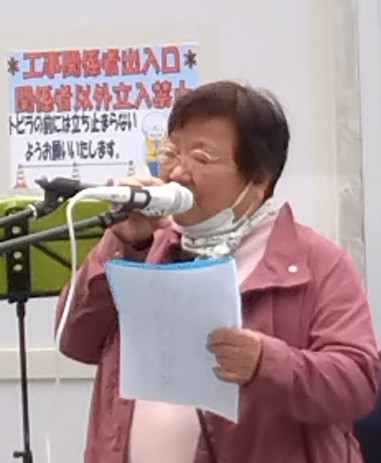 ＊工事関係者出入口＊
関係者以外立入禁止
トビラの前には立ち止まらない
ようお願いいたします。